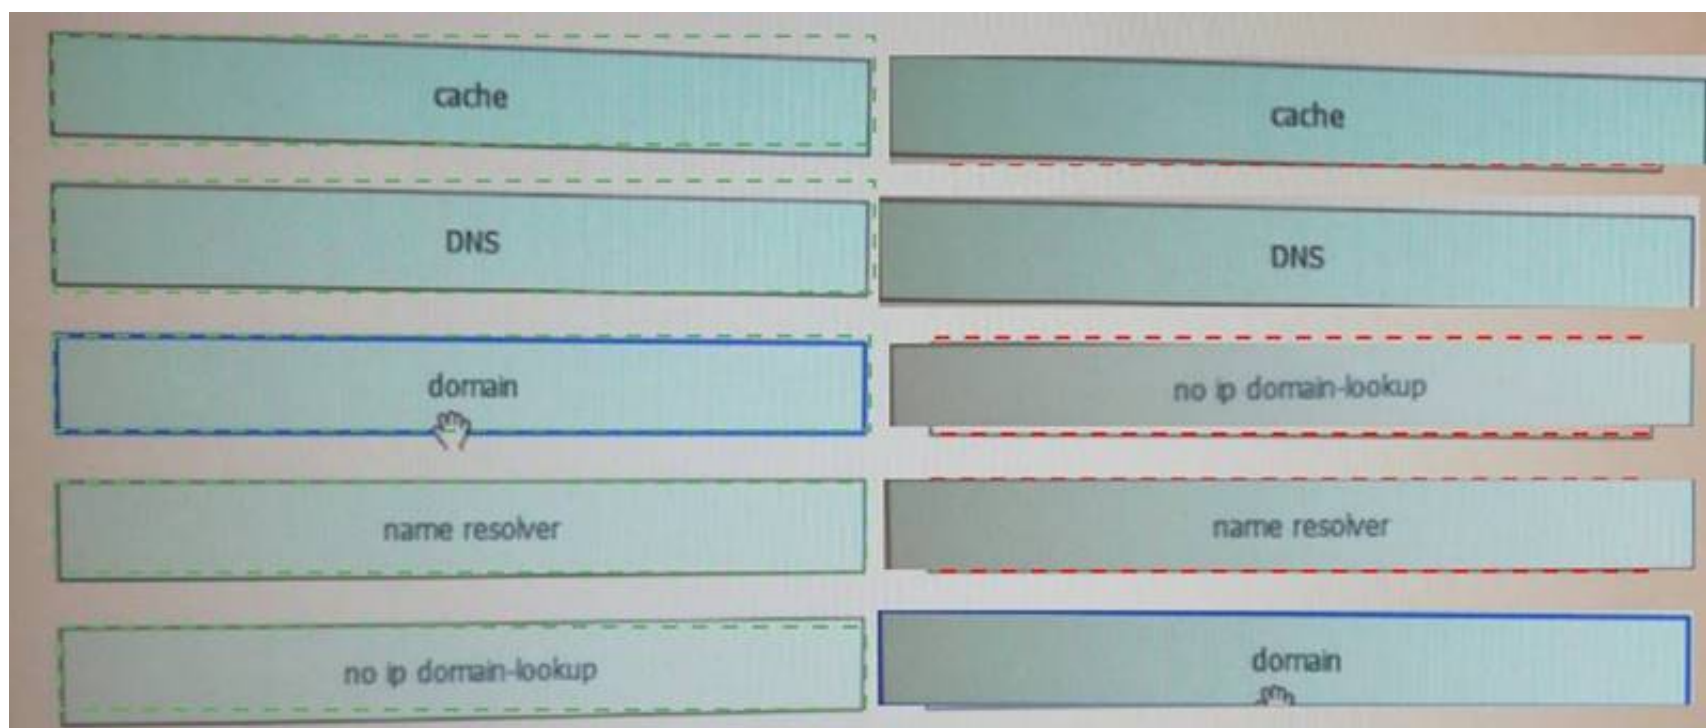 cache
cache
DNS
DNS
domain
no ip domain-lookup
name resolver
name resolver
no ip domain-lookup
domain